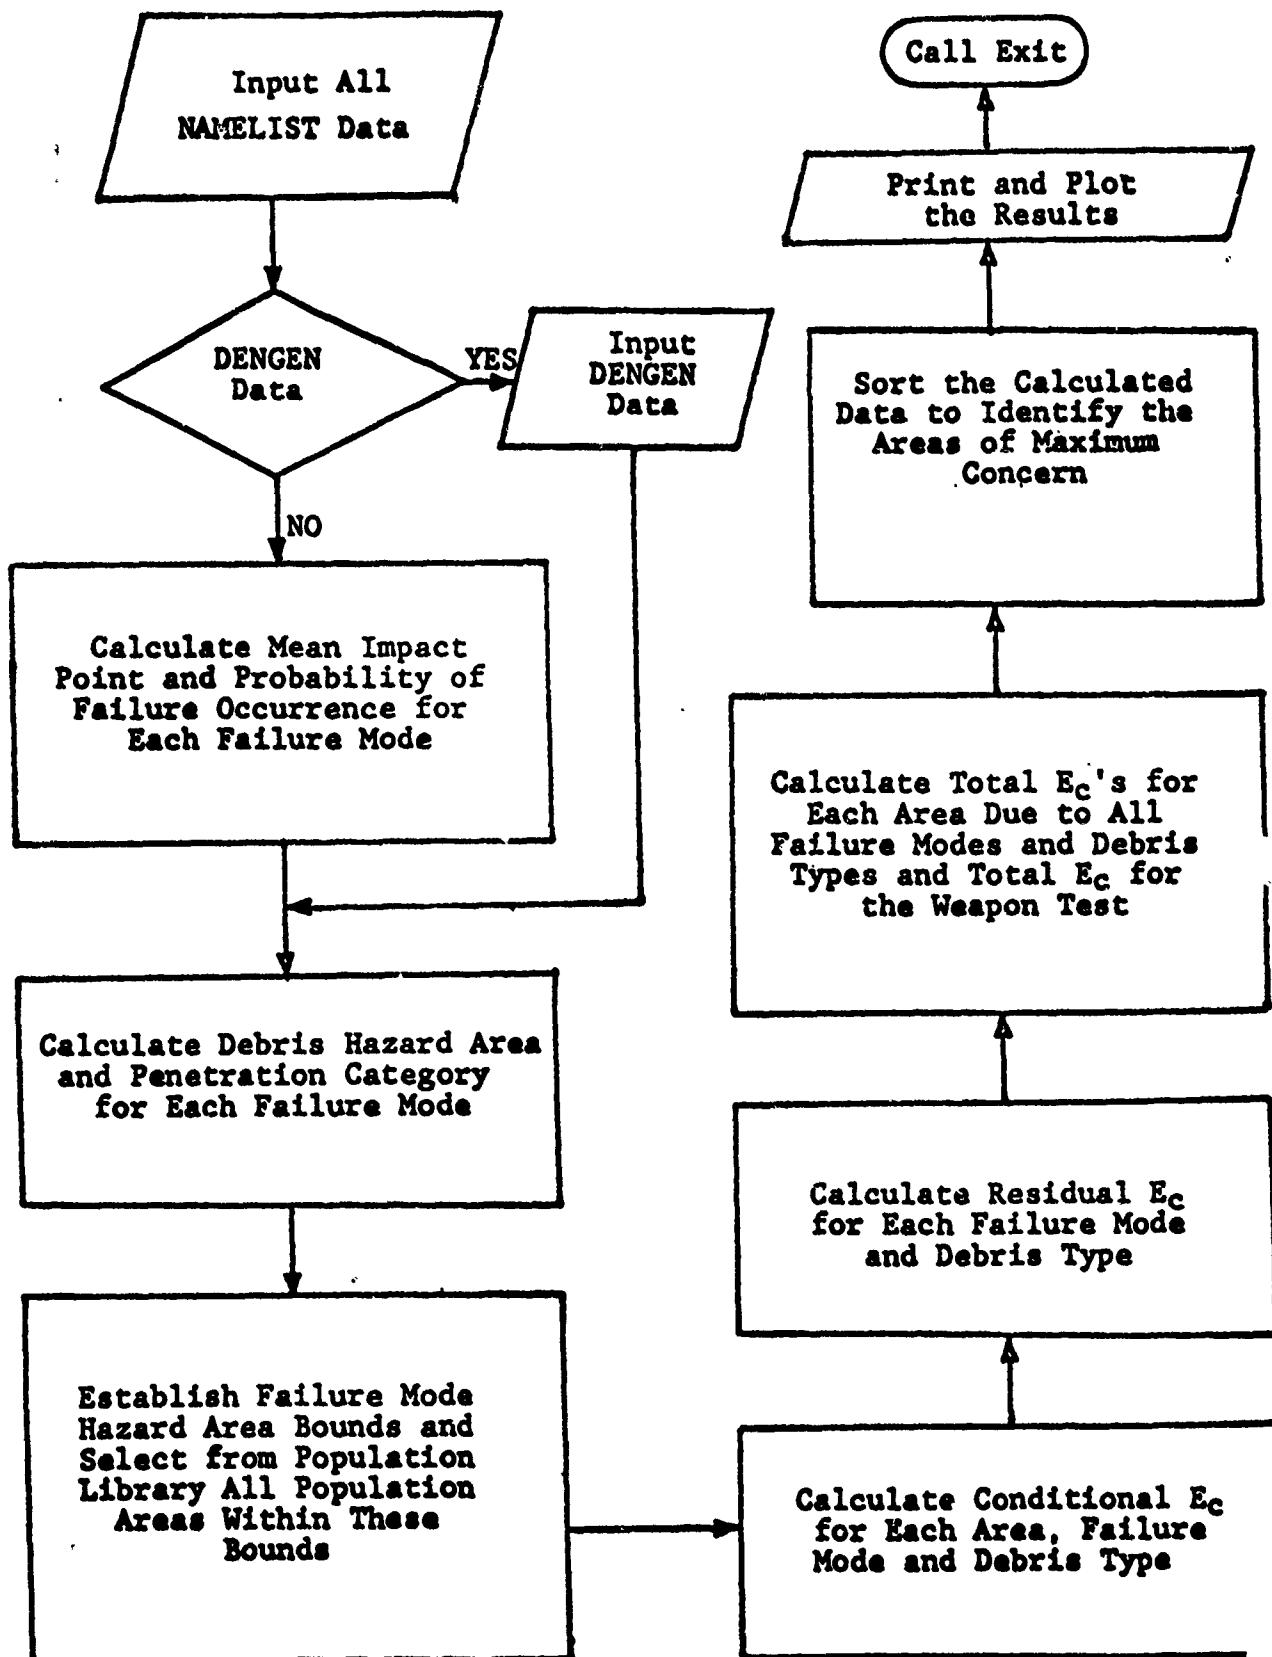 Input All
NAMELIST Data
DENGEN
Data
YES
Input
DENGEN
Data
NO
Calculate Mean Impact
Point and Probability of
Failure Occurrence for
Each Failure Mode
Calculate Debris Hazard Area
and Penetration Category
for Each Failure Mode
Establish Failure Mode
Hazard Area Bounds and
Select from Population
Library All Population
Areas Within These
Bounds
Calculate Conditional Ec
for Each Area, Failure
Mode and Debris Type
Calculate Residual Ec
for Each Failure Mode
and Debris Type
Calculate Total Ec's for
Each Area Due to All
Failure Modes and Debris
Types and Total Ec for
the Weapon Test
Sort the Calculated
Data to Identify the
Areas of Maximum
Concern
Print and Plot
the Results
Call Exit